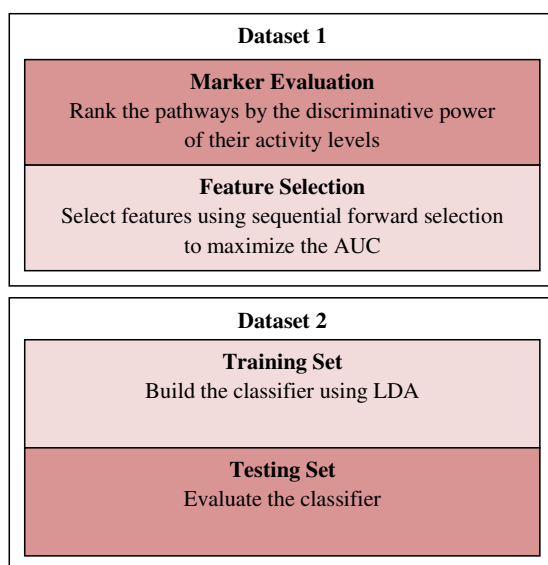 Dataset 1
Marker Evaluation
Rank the pathways by the discriminative power
of their activity levels
Feature Selection
Select features using sequential forward selection
to maximize the AUC
Dataset 2
Training Set
Build the classifier using LDA
Testing Set
Evaluate the classifier